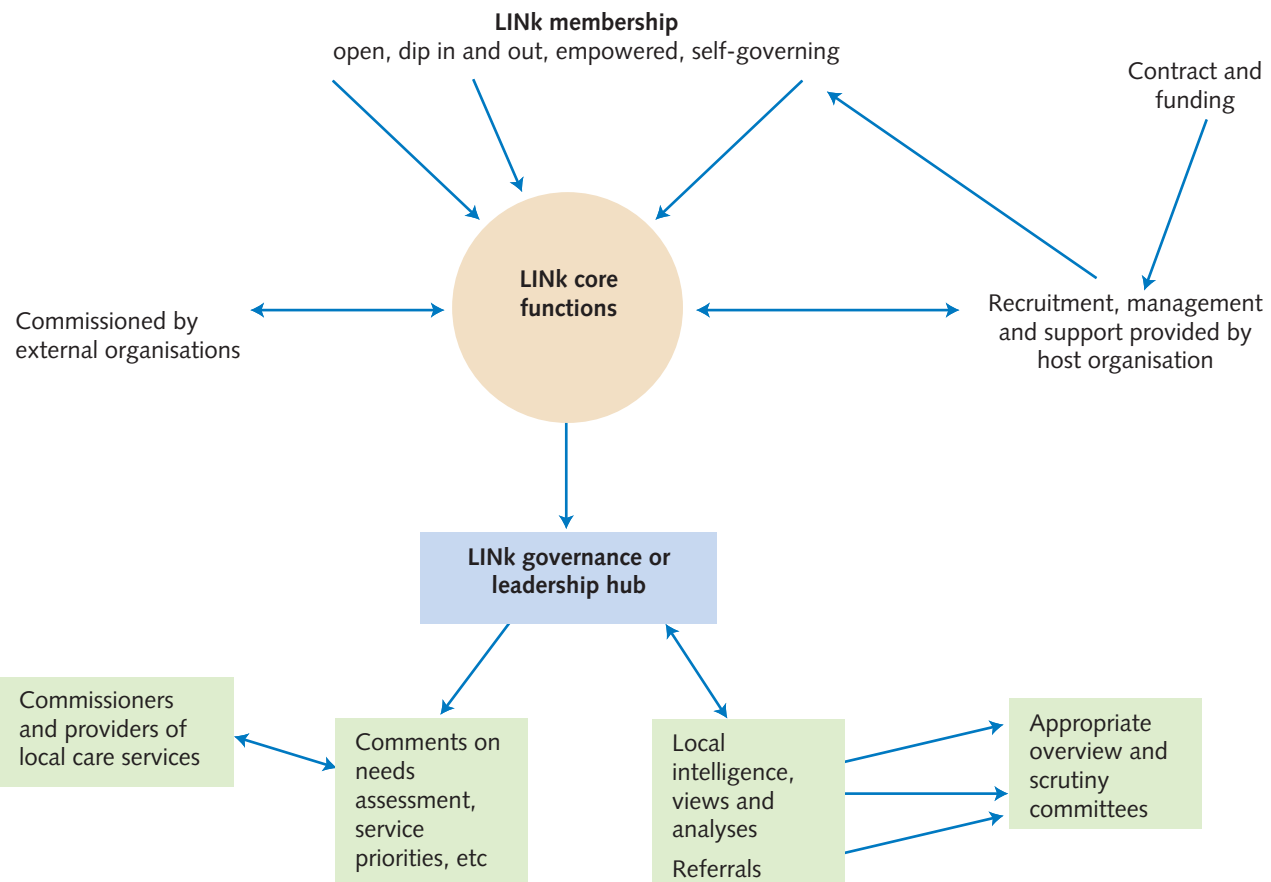 LINk membership
open, dip in and out, empowered, self-governing
Contract and
funding
LINk core
functions
Commissioned by
external organisations
Recruitment, management
and support provided by
host organisation
LINk governance or
leadership hub
Commissioners
and providers of
local care services
Comments on
needs
assessment,
service
priorities, etc
Local
intelligence,
views and
analyses
Referrals
Appropriate
overview and
scrutiny
committees